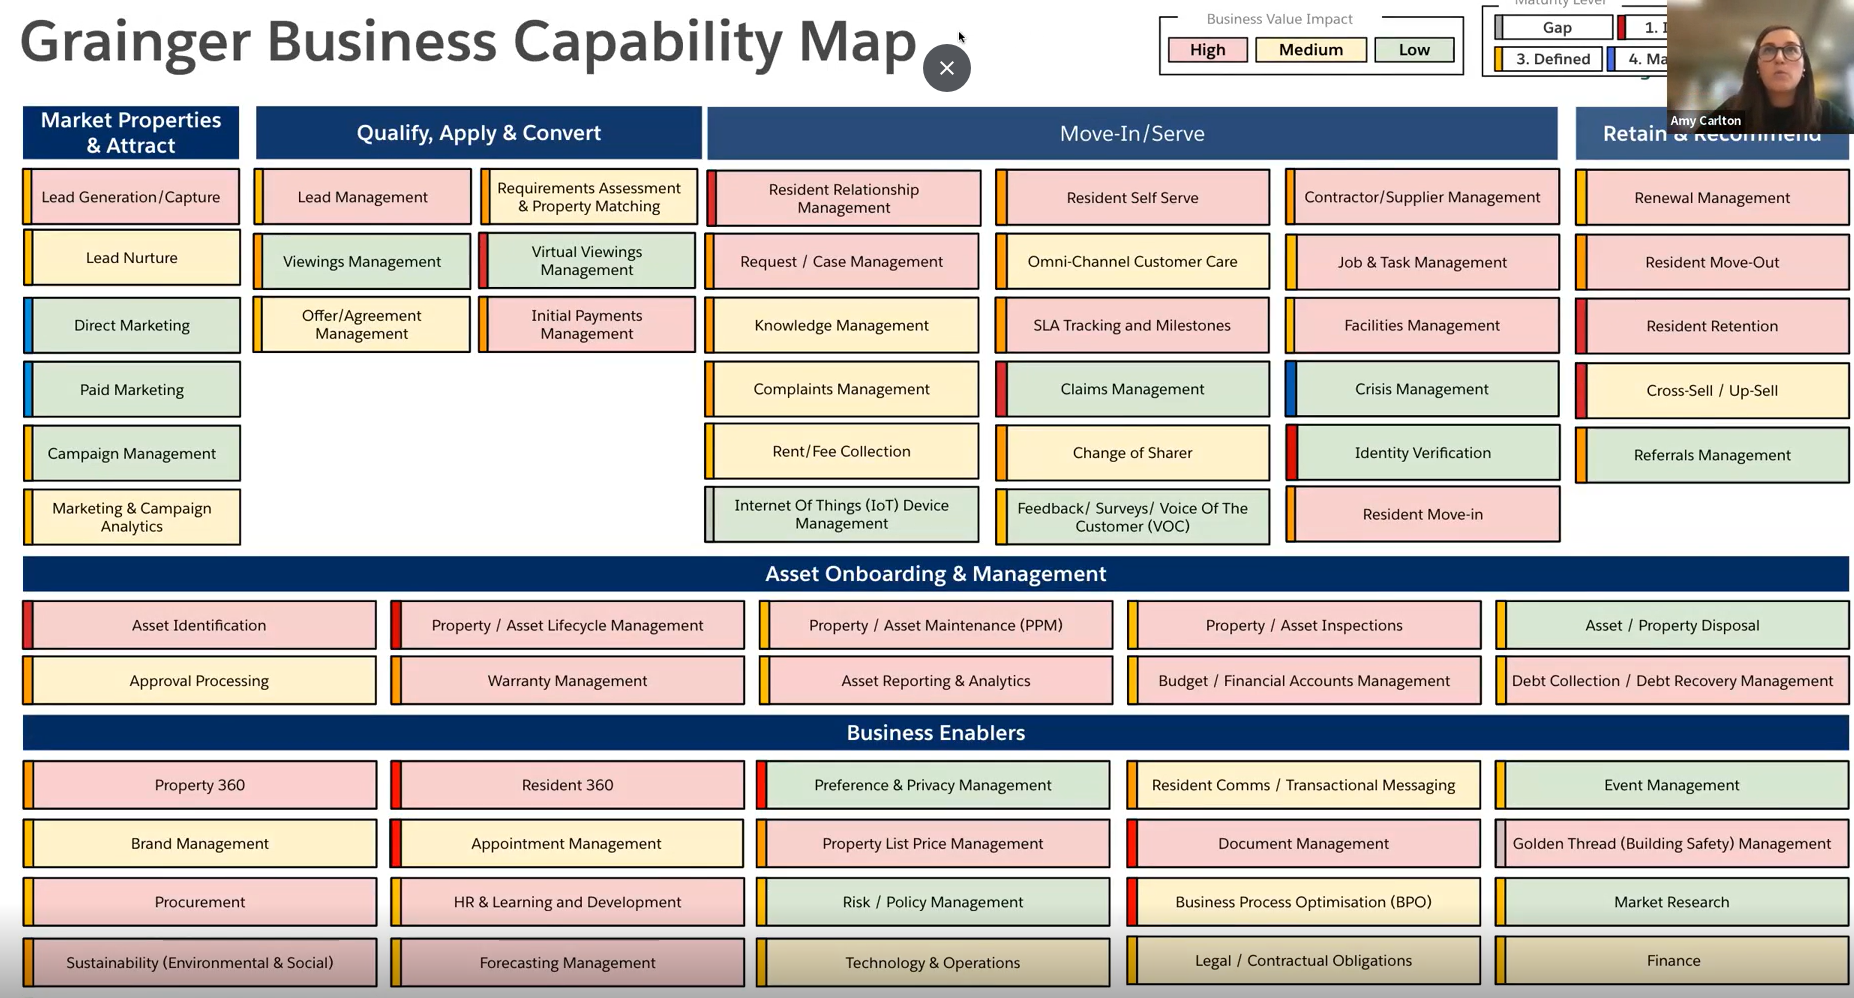 Grainger Business Capability Map
Business Value Impact
High
Medium
Low
Maturity Level
Gap
1.
3. Defined
4.
Amy Carlton
Market Properties
& Attract
Qualify, Apply & Convert
Move-In/Serve
Retain & Recommend
Lead Generation/Capture
Lead Nurture
Direct Marketing
Paid Marketing
Campaign Management
Marketing & Campaign
Analytics
Lead Management
Requirements Assessment
& Property Matching
Viewings Management
Virtual Viewings
Management
Offer/Agreement
Management
Initial Payments
Management
Resident Relationship
Management
Resident Self Serve
Contractor/Supplier Management
Request / Case Management
Omni-Channel Customer Care
Job & Task Management
Knowledge Management
SLA Tracking and Milestones
Facilities Management
Complaints Management
Claims Management
Crisis Management
Rent/Fee Collection
Change of Sharer
Identity Verification
Internet Of Things (IoT) Device
Management
Feedback/ Surveys/ Voice Of The
Customer (VOC)
Resident Move-in
Renewal Management
Resident Move-Out
Resident Retention
Cross-Sell / Up-Sell
Referrals Management
Asset Onboarding & Management
Asset Identification
Property / Asset Lifecycle Management
Property / Asset Maintenance (PPM)
Property / Asset Inspections
Asset / Property Disposal
Approval Processing
Warranty Management
Asset Reporting & Analytics
Budget / Financial Accounts Management
Debt Collection / Debt Recovery Management
Business Enablers
Property 360
Resident 360
Preference & Privacy Management
Resident Comms / Transactional Messaging
Event Management
Brand Management
Appointment Management
Property List Price Management
Document Management
Golden Thread (Building Safety) Management
Procurement
HR & Learning and Development
Risk / Policy Management
Business Process Optimisation (BPO)
Market Research
Sustainability (Environmental & Social)
Forecasting Management
Technology & Operations
Legal / Contractual Obligations
Finance